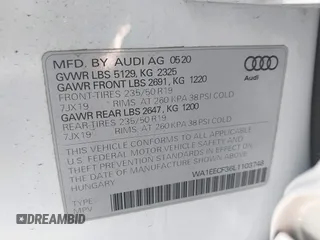 MFD. BY AUDI AG 05/20
GVWR LBS 5129, KG 2325
GAWR FRONT LBS 2691, KG 1220
FRONT-TIRES 235/50 R19
7JX19 RIMS AT 260 KPA 38 PSI COLD.
GAWR REAR LBS 2647, KG 1200
REAR-TIRES 235/50 R19
7JX19 RIMS AT 260 KPA 38 PSI COLD.
THIS VEHICLE CONFORMS TO ALL APPLICABLE
U.S. FEDERAL MOTOR VEHICLE SAFETY AND
THEFT PREVENTION STANDARDS IN EFFECT ON
THE DATE OF MANUFACTURE SHOWN ABOVE.
HUNGARY
Audi
TYPE:
MPV
DREAMBID